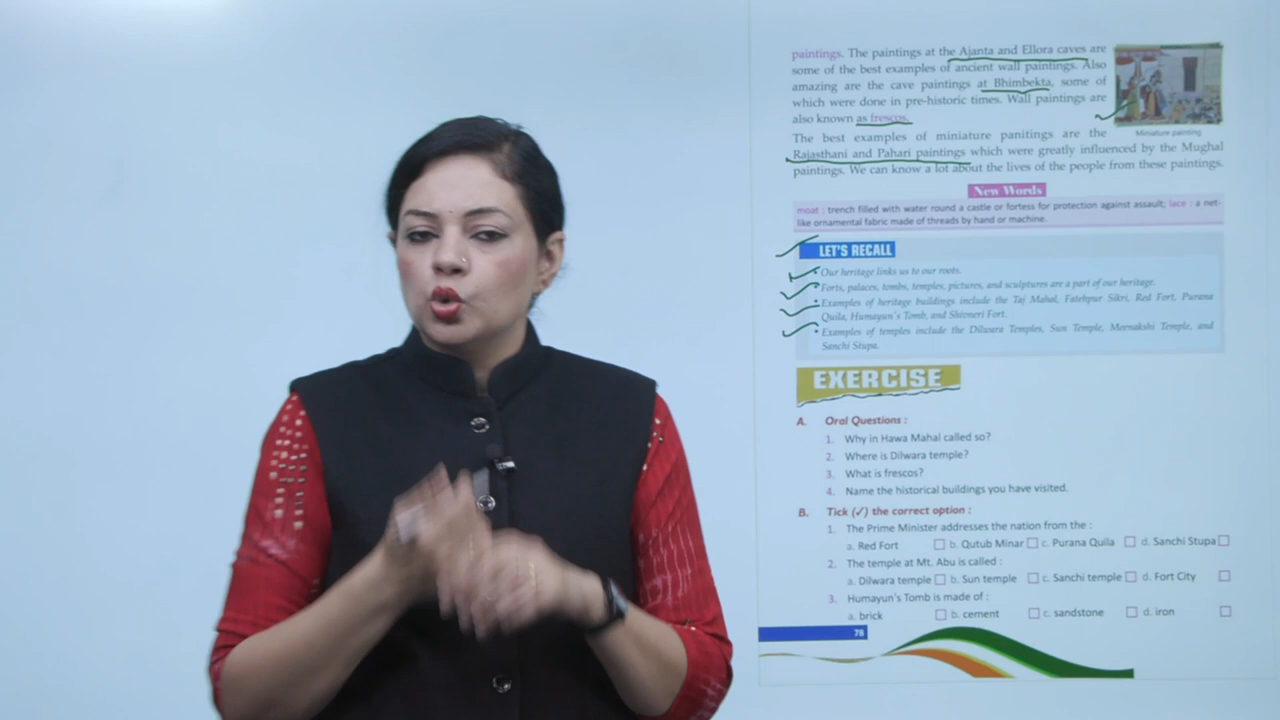 paintings. The paintings at the Ajanta and Ellora caves are
some of the best examples of ancient wall paintings. Also
amazing are the cave paintings at Bhimbekta, some of
which were done in pre-historic times. Wall paintings are
also known as frescos.
Miniature painting
The best examples of miniature panitings are the
Rajasthani and Pahari paintings which were greatly influenced by the Mughal
paintings. We can know a lot about the lives of the people from these paintings.
New Words
moat : trench filled with water round a castle or fortess for protection against assault; lace : a net-
like ornamental fabric made of threads by hand or machine.
LET'S RECALL
• Our heritage links us to our roots.
• Forts, palaces, tombs, temples, pictures, and sculptures are a part of our heritage.
• Examples of heritage buildings include the Taj Mahal, Fatehpur Sikri, Red Fort, Purana
Quila, Humayun's Tomb, and Shivneri Fort.
• Examples of temples include the Dilwara Temples, Sun Temple, Meenakshi Temple, and
Sanchi Stupa.
EXERCISE
A. Oral Questions :
1. Why in Hawa Mahal called so?
2. Where is Dilwara temple?
3. What is frescos?
4. Name the historical buildings you have visited.
B. Tick (✓) the correct option :
1. The Prime Minister addresses the nation from the :
a. Red Fort b. Qutub Minar c. Purana Quila d. Sanchi Stupa
2. The temple at Mt. Abu is called :
a. Dilwara temple b. Sun temple c. Sanchi temple d. Fort City
3. Humayun's Tomb is made of :
a. brick b. cement c. sandstone d. iron
78